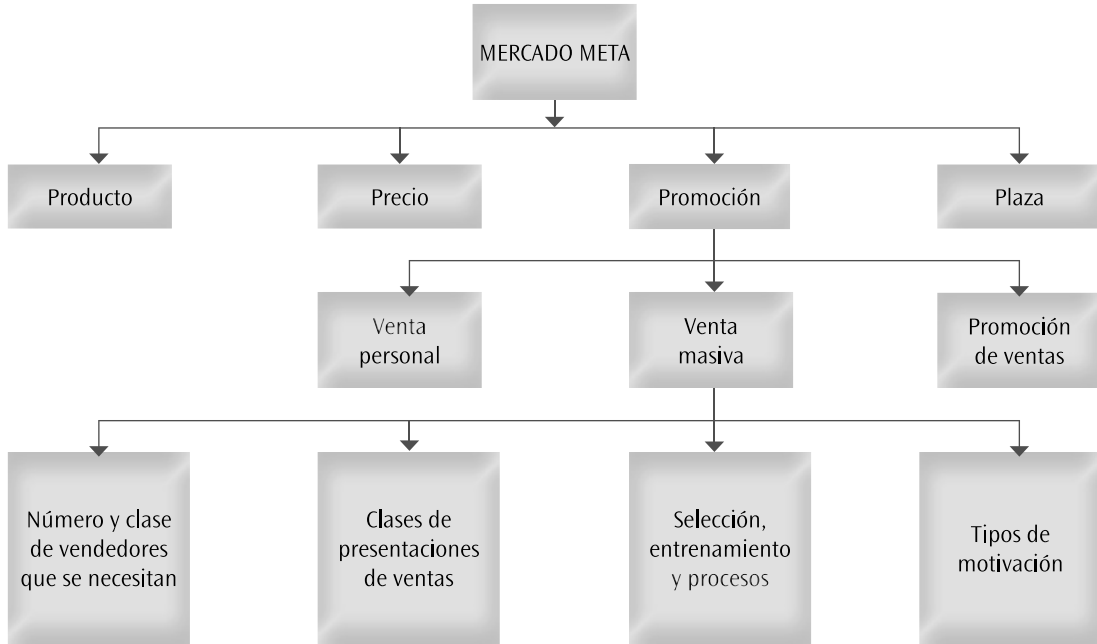 MERCADO META
Producto
Precio
Promoción
Plaza
Venta
personal
Venta
masiva
Promoción
de ventas
Número y clase
de vendedores
que se necesitan
Clases de
presentaciones
de ventas
Selección,
entrenamiento
y procesos
Tipos de
motivación